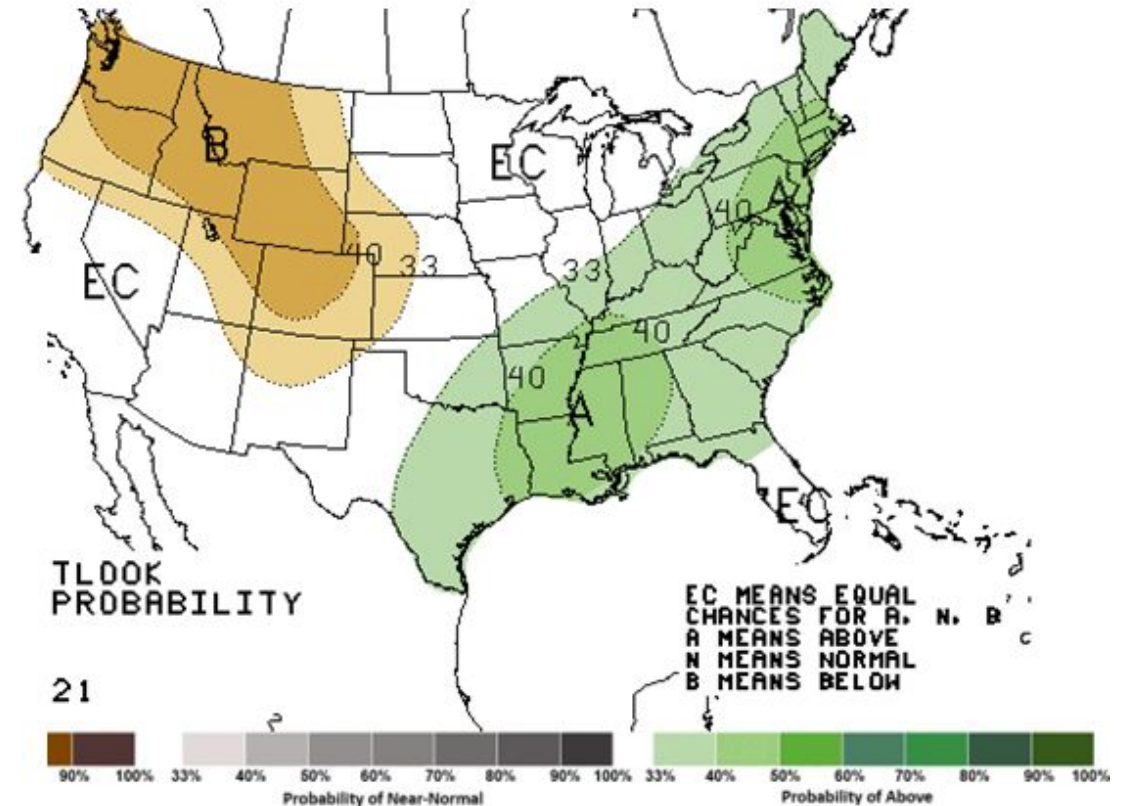 B
EC
A
40
40
33
33
EC
40
40
A
EC
TLOOK
PROBABILITY
EC MEANS EQUAL
CHANCES FOR A, N, B
A MEANS ABOVE
N MEANS NORMAL
B MEANS BELOW
C
21
90% 100% 33% 40% 50% 60% 70% 80% 90% 100% 33% 40% 50% 60% 70% 80% 90% 100%
Probability of Near-Normal Probability of Above